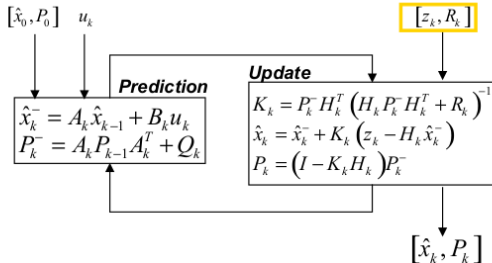 [x̂₀, P₀] uₖ [zₖ, Rₖ]
Prediction
x̂ₖ⁻ = Aₖx̂ₖ₋₁ + Bₖuₖ
Pₖ⁻ = AₖPₖ₋₁Aₖᵀ + Qₖ
Update
Kₖ = Pₖ⁻Hₖᵀ (HₖPₖ⁻Hₖᵀ + Rₖ)⁻¹
x̂ₖ = x̂ₖ⁻ + Kₖ (zₖ − Hₖx̂ₖ⁻)
Pₖ = (I − KₖHₖ)Pₖ⁻
[x̂ₖ, Pₖ]